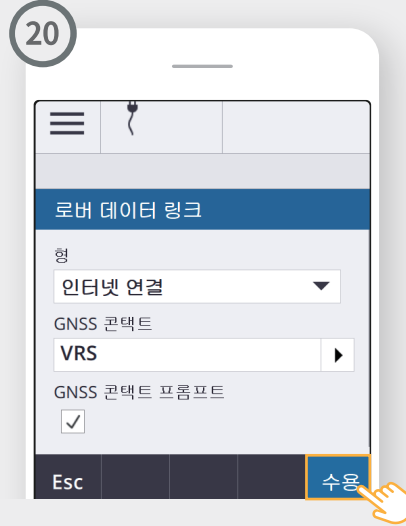 20
로버 데이터 링크
형
인터넷 연결
GNSS 콘택트
VRS
GNSS 콘택트 프롬프트
Esc
수용